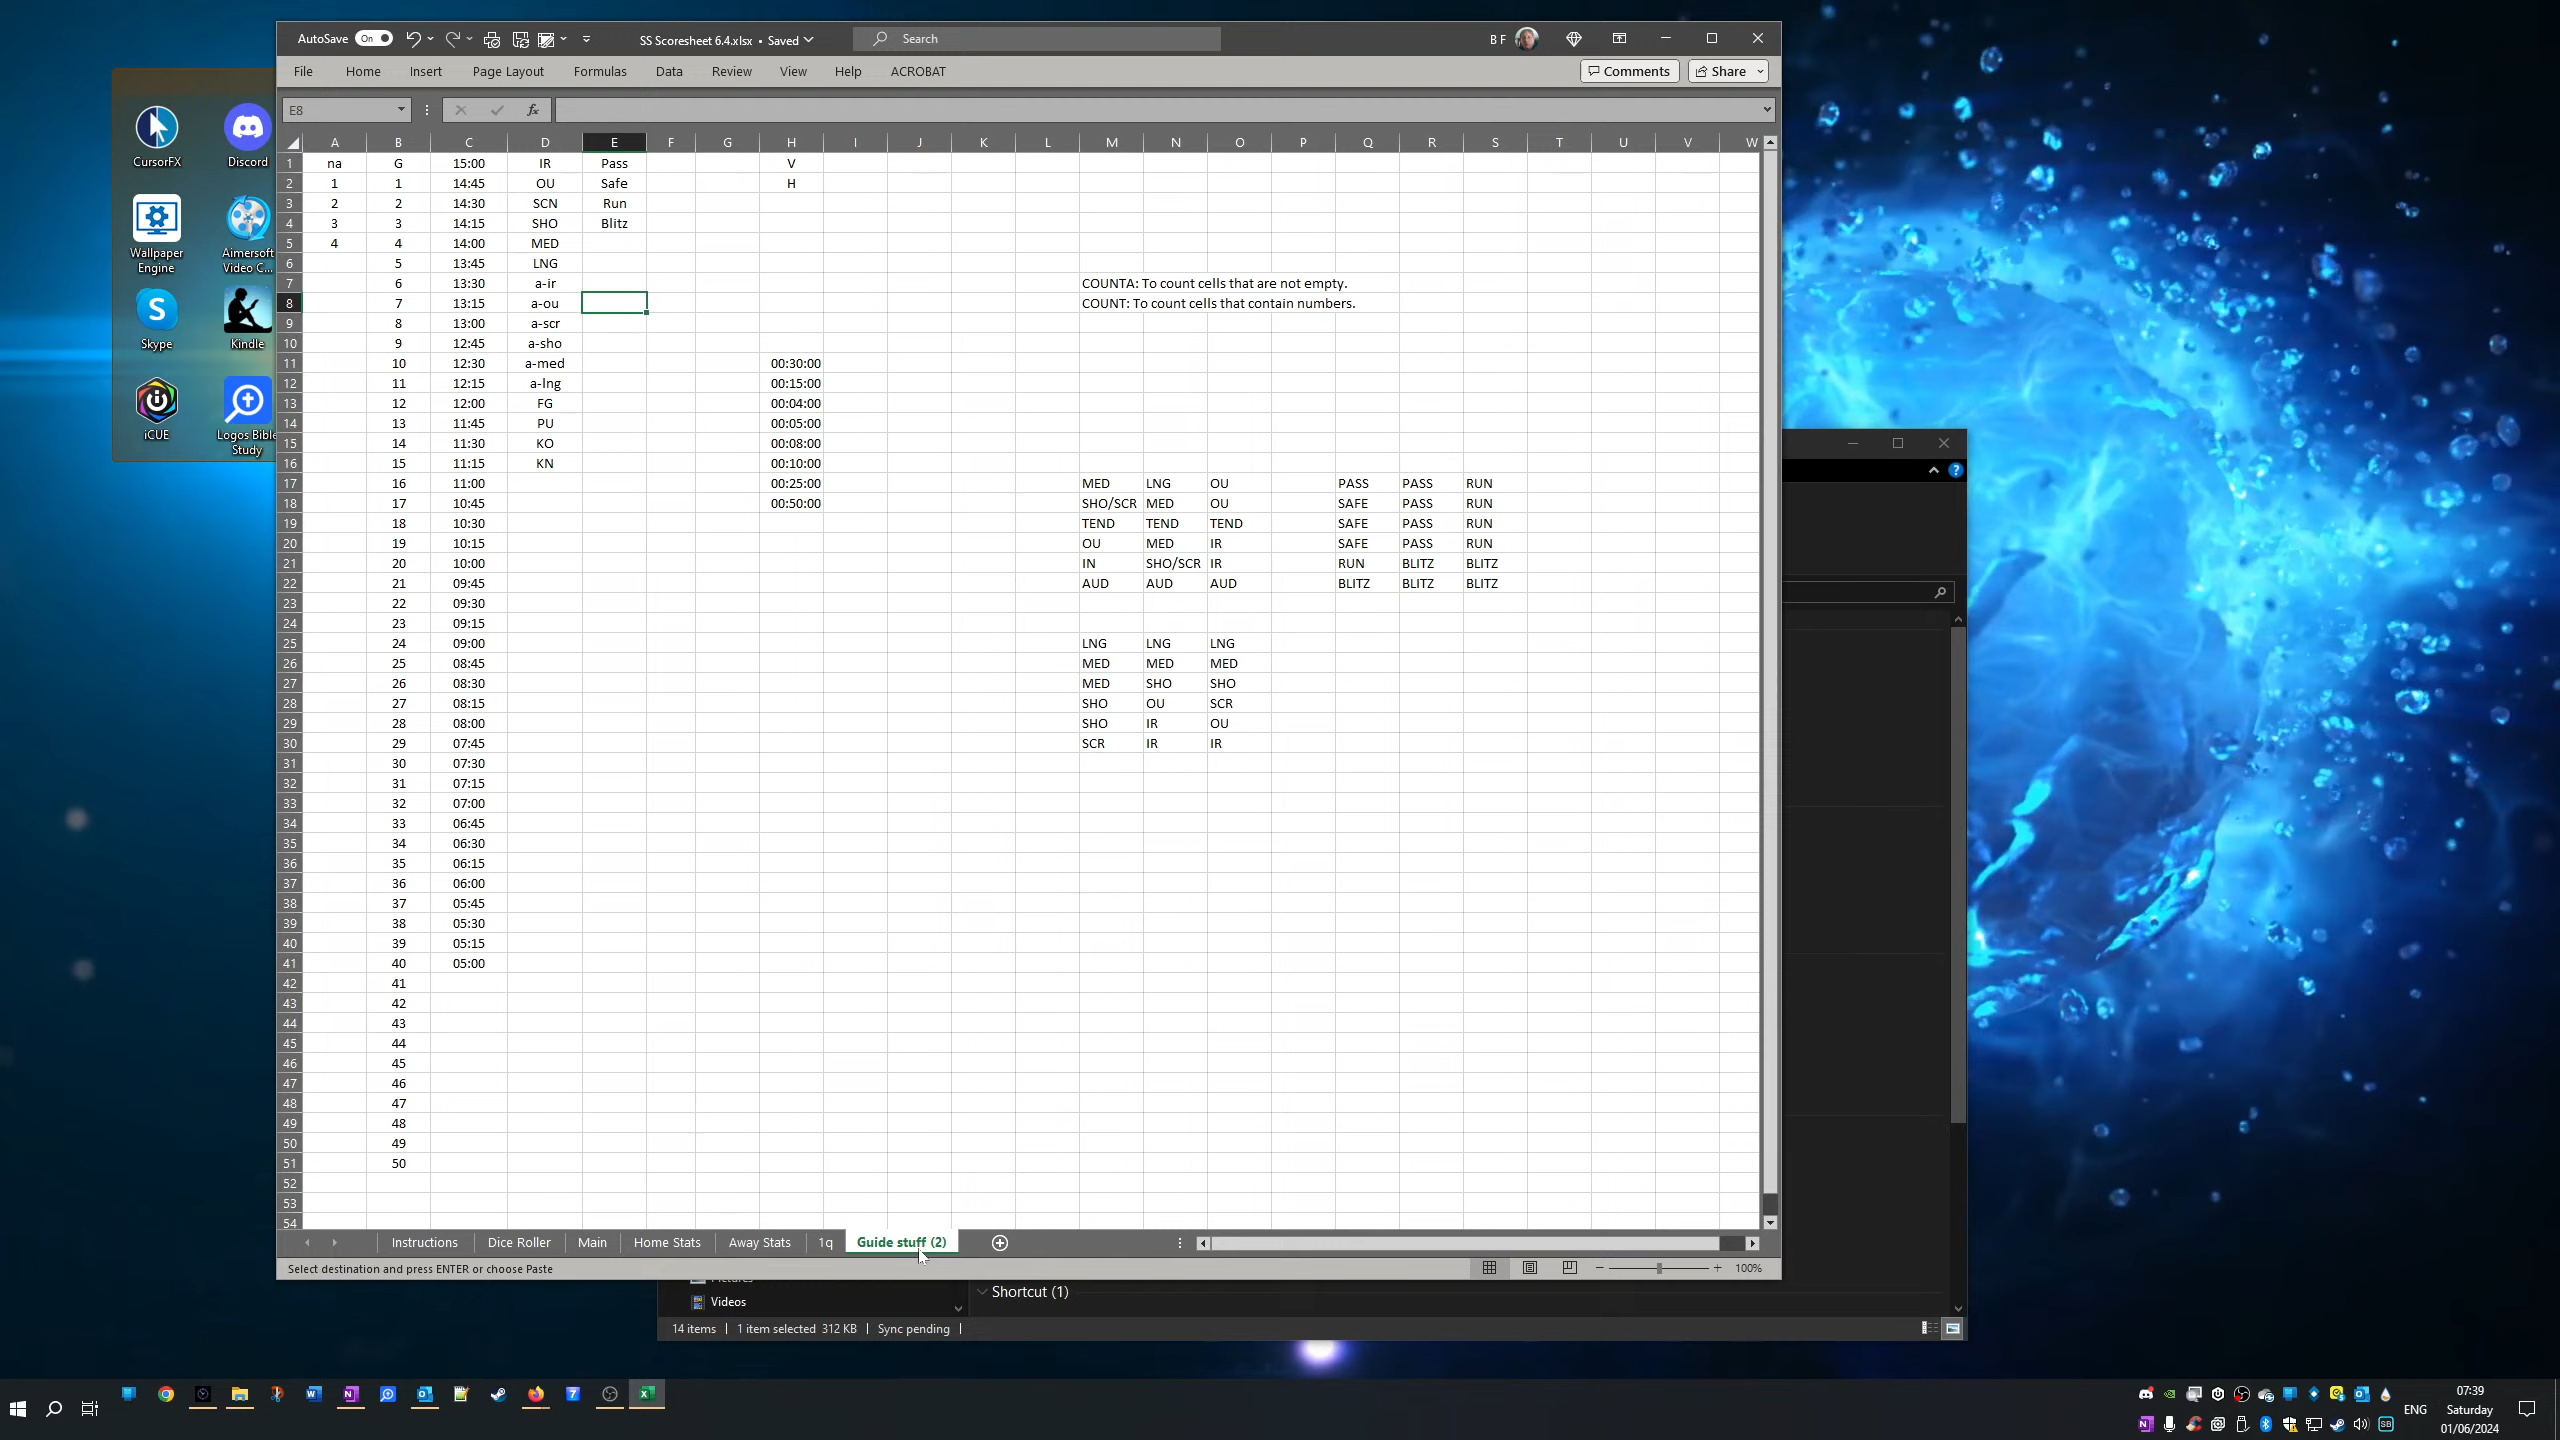 AutoSave On SS Scoresheet 6.4.xlsx • Saved Search B F
File Home Insert Page Layout Formulas Data Review View Help ACROBAT Comments Share
E8 fx
A B C D E F G H I J K L M N O P Q R S T U V W
1 na G 15:00 IR Pass V
2 1 1 14:45 OU Safe H
3 2 2 14:30 SCN Run
4 3 3 14:15 SHO Blitz
5 4 4 14:00 MED
6 5 13:45 LNG
7 6 13:30 a-ir COUNTA: To count cells that are not empty.
8 7 13:15 a-ou COUNT: To count cells that contain numbers.
9 8 13:00 a-scr
10 9 12:45 a-sho
11 10 12:30 a-med 00:30:00
12 11 12:15 a-lng 00:15:00
13 12 12:00 FG 00:04:00
14 13 11:45 PU 00:05:00
15 14 11:30 KO 00:08:00
16 15 11:15 KN 00:10:00
17 16 11:00 00:25:00 MED LNG OU PASS PASS RUN
18 17 10:45 00:50:00 SHO/SCR MED OU SAFE PASS RUN
19 18 10:30 TEND TEND TEND SAFE PASS RUN
20 19 10:15 OU MED IR SAFE PASS RUN
21 20 10:00 IN SHO/SCR IR RUN BLITZ BLITZ
22 21 09:45 AUD AUD AUD BLITZ BLITZ BLITZ
23 22 09:30
24 23 09:15
25 24 09:00 LNG LNG LNG
26 25 08:45 MED MED MED
27 26 08:30 MED SHO SHO
28 27 08:15 SHO OU SCR
29 28 08:00 SHO IR OU
30 29 07:45 SCR IR IR
31 30 07:30
32 31 07:15
33 32 07:00
34 33 06:45
35 34 06:30
36 35 06:15
37 36 06:00
38 37 05:45
39 38 05:30
40 39 05:15
41 40 05:00
42 41
43 42
44 43
45 44
46 45
47 46
48 47
49 48
50 49
51 50
52
53
54
Instructions Dice Roller Main Home Stats Away Stats 1q Guide stuff (2)
Select destination and press ENTER or choose Paste 100%
CursorFX Discord
Wallpaper Engine Aimersoft Video C...
Skype Kindle
iCUE Logos Bible Study
Pictures
Videos Shortcut (1)
14 items 1 item selected 312 KB Sync pending
ENG
07:39
Saturday
01/06/2024